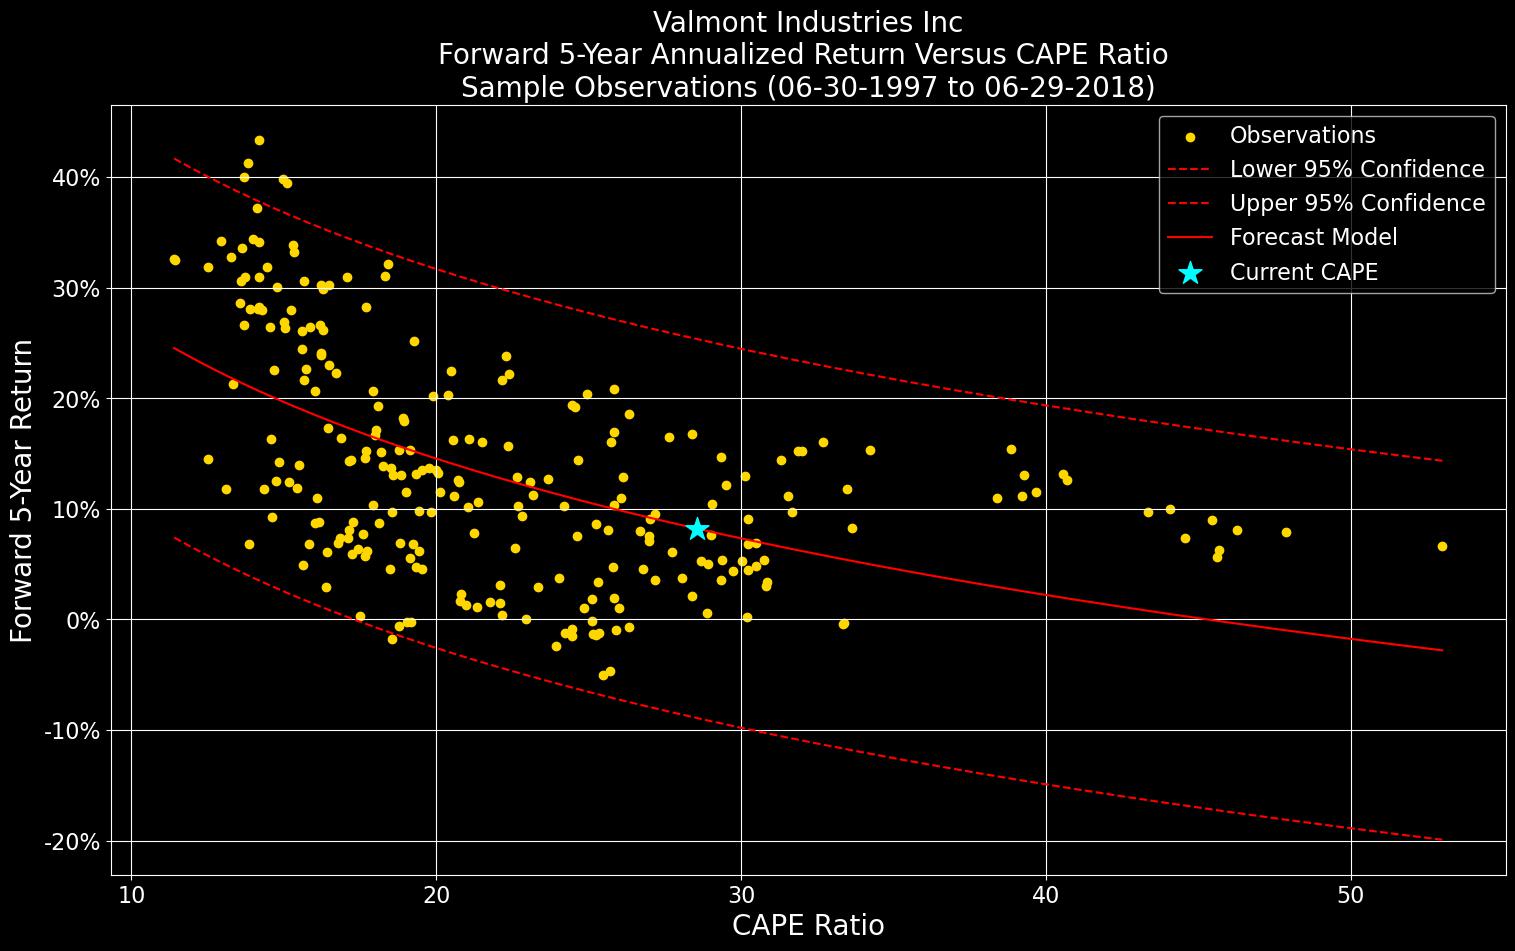 Valmont Industries Inc
Forward 5-Year Annualized Return Versus CAPE Ratio
Sample Observations (06-30-1997 to 06-29-2018)
Observations
Lower 95% Confidence
Upper 95% Confidence
Forecast Model
Current CAPE
Forward 5-Year Return
40%
30%
20%
10%
0%
-10%
-20%
10 20 30 40 50
CAPE Ratio